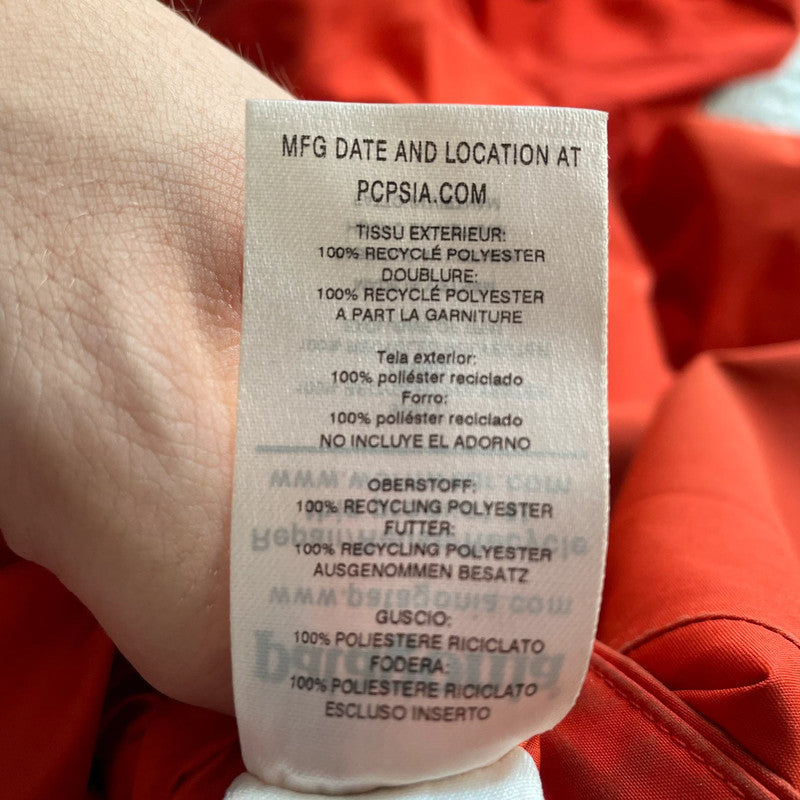 MFG DATE AND LOCATION AT
PCPSIA.COM
TISSU EXTERIEUR:
100% RECYCLÉ POLYESTER
DOUBLURE:
100% RECYCLÉ POLYESTER
A PART LA GARNITURE
Tela exterior:
100% poliéster reciclado
Forro:
100% poliéster reciclado
NO INCLUYE EL ADORNO
OBERSTOFF:
100% RECYCLING POLYESTER
FUTTER:
100% RECYCLING POLYESTER
AUSGENOMMEN BESATZ
GUSCIO:
100% POLIESTERE RICICLATO
FODERA:
100% POLIESTERE RICICLATO
ESCLUSO INSERTO